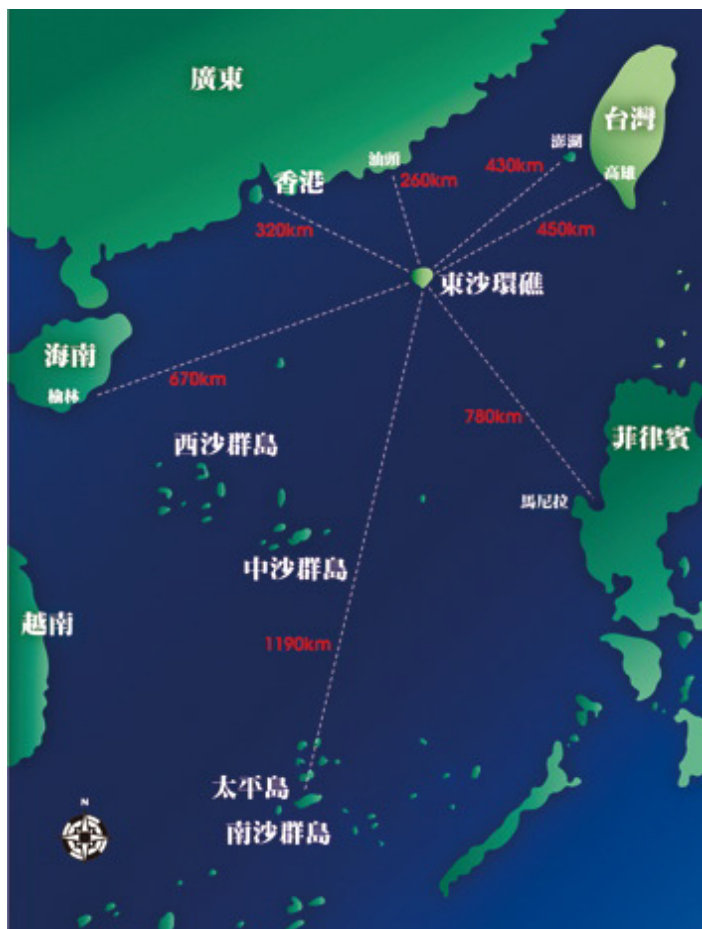 廣東
台灣
澎湖
汕頭
430km
高雄
香港
260km
320km
450km
東沙環礁
海南
670km
榆林
780km
菲律賓
西沙群島
馬尼拉
中沙群島
越南
1190km
太平島
N
南沙群島